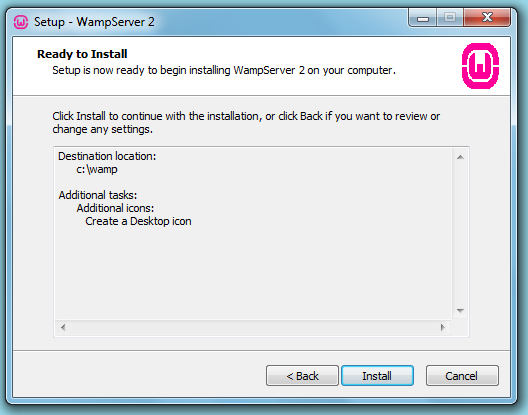 Setup - WampServer 2
Ready to Install
Setup is now ready to begin installing WampServer 2 on your computer.
W
Click Install to continue with the installation, or click Back if you want to review or
change any settings.
Destination location:
c:\wamp
Additional tasks:
Additional icons:
Create a Desktop icon
< Back
Install
Cancel